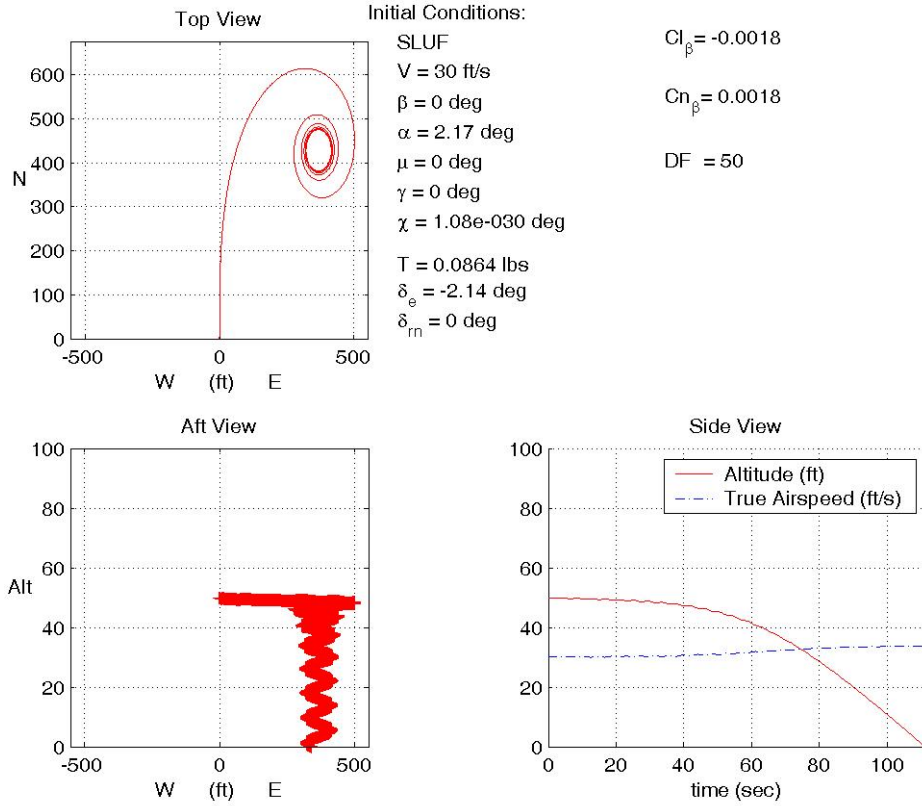 Top View
600
500
400
N
300
200
100
0
-500 0 500
W (ft) E
Initial Conditions:
SLUF
V = 30 ft/s
β = 0 deg
α = 2.17 deg
μ = 0 deg
γ = 0 deg
χ = 1.08e-030 deg
T = 0.0864 lbs
δe = -2.14 deg
δrn = 0 deg
Clβ= -0.0018
Cnβ= 0.0018
DF = 50
Aft View
100
80
60
Alt
40
20
0
-500 0 500
W (ft) E
Side View
100
80
60
40
20
0
0 20 40 60 80 100
time (sec)
Altitude (ft)
True Airspeed (ft/s)